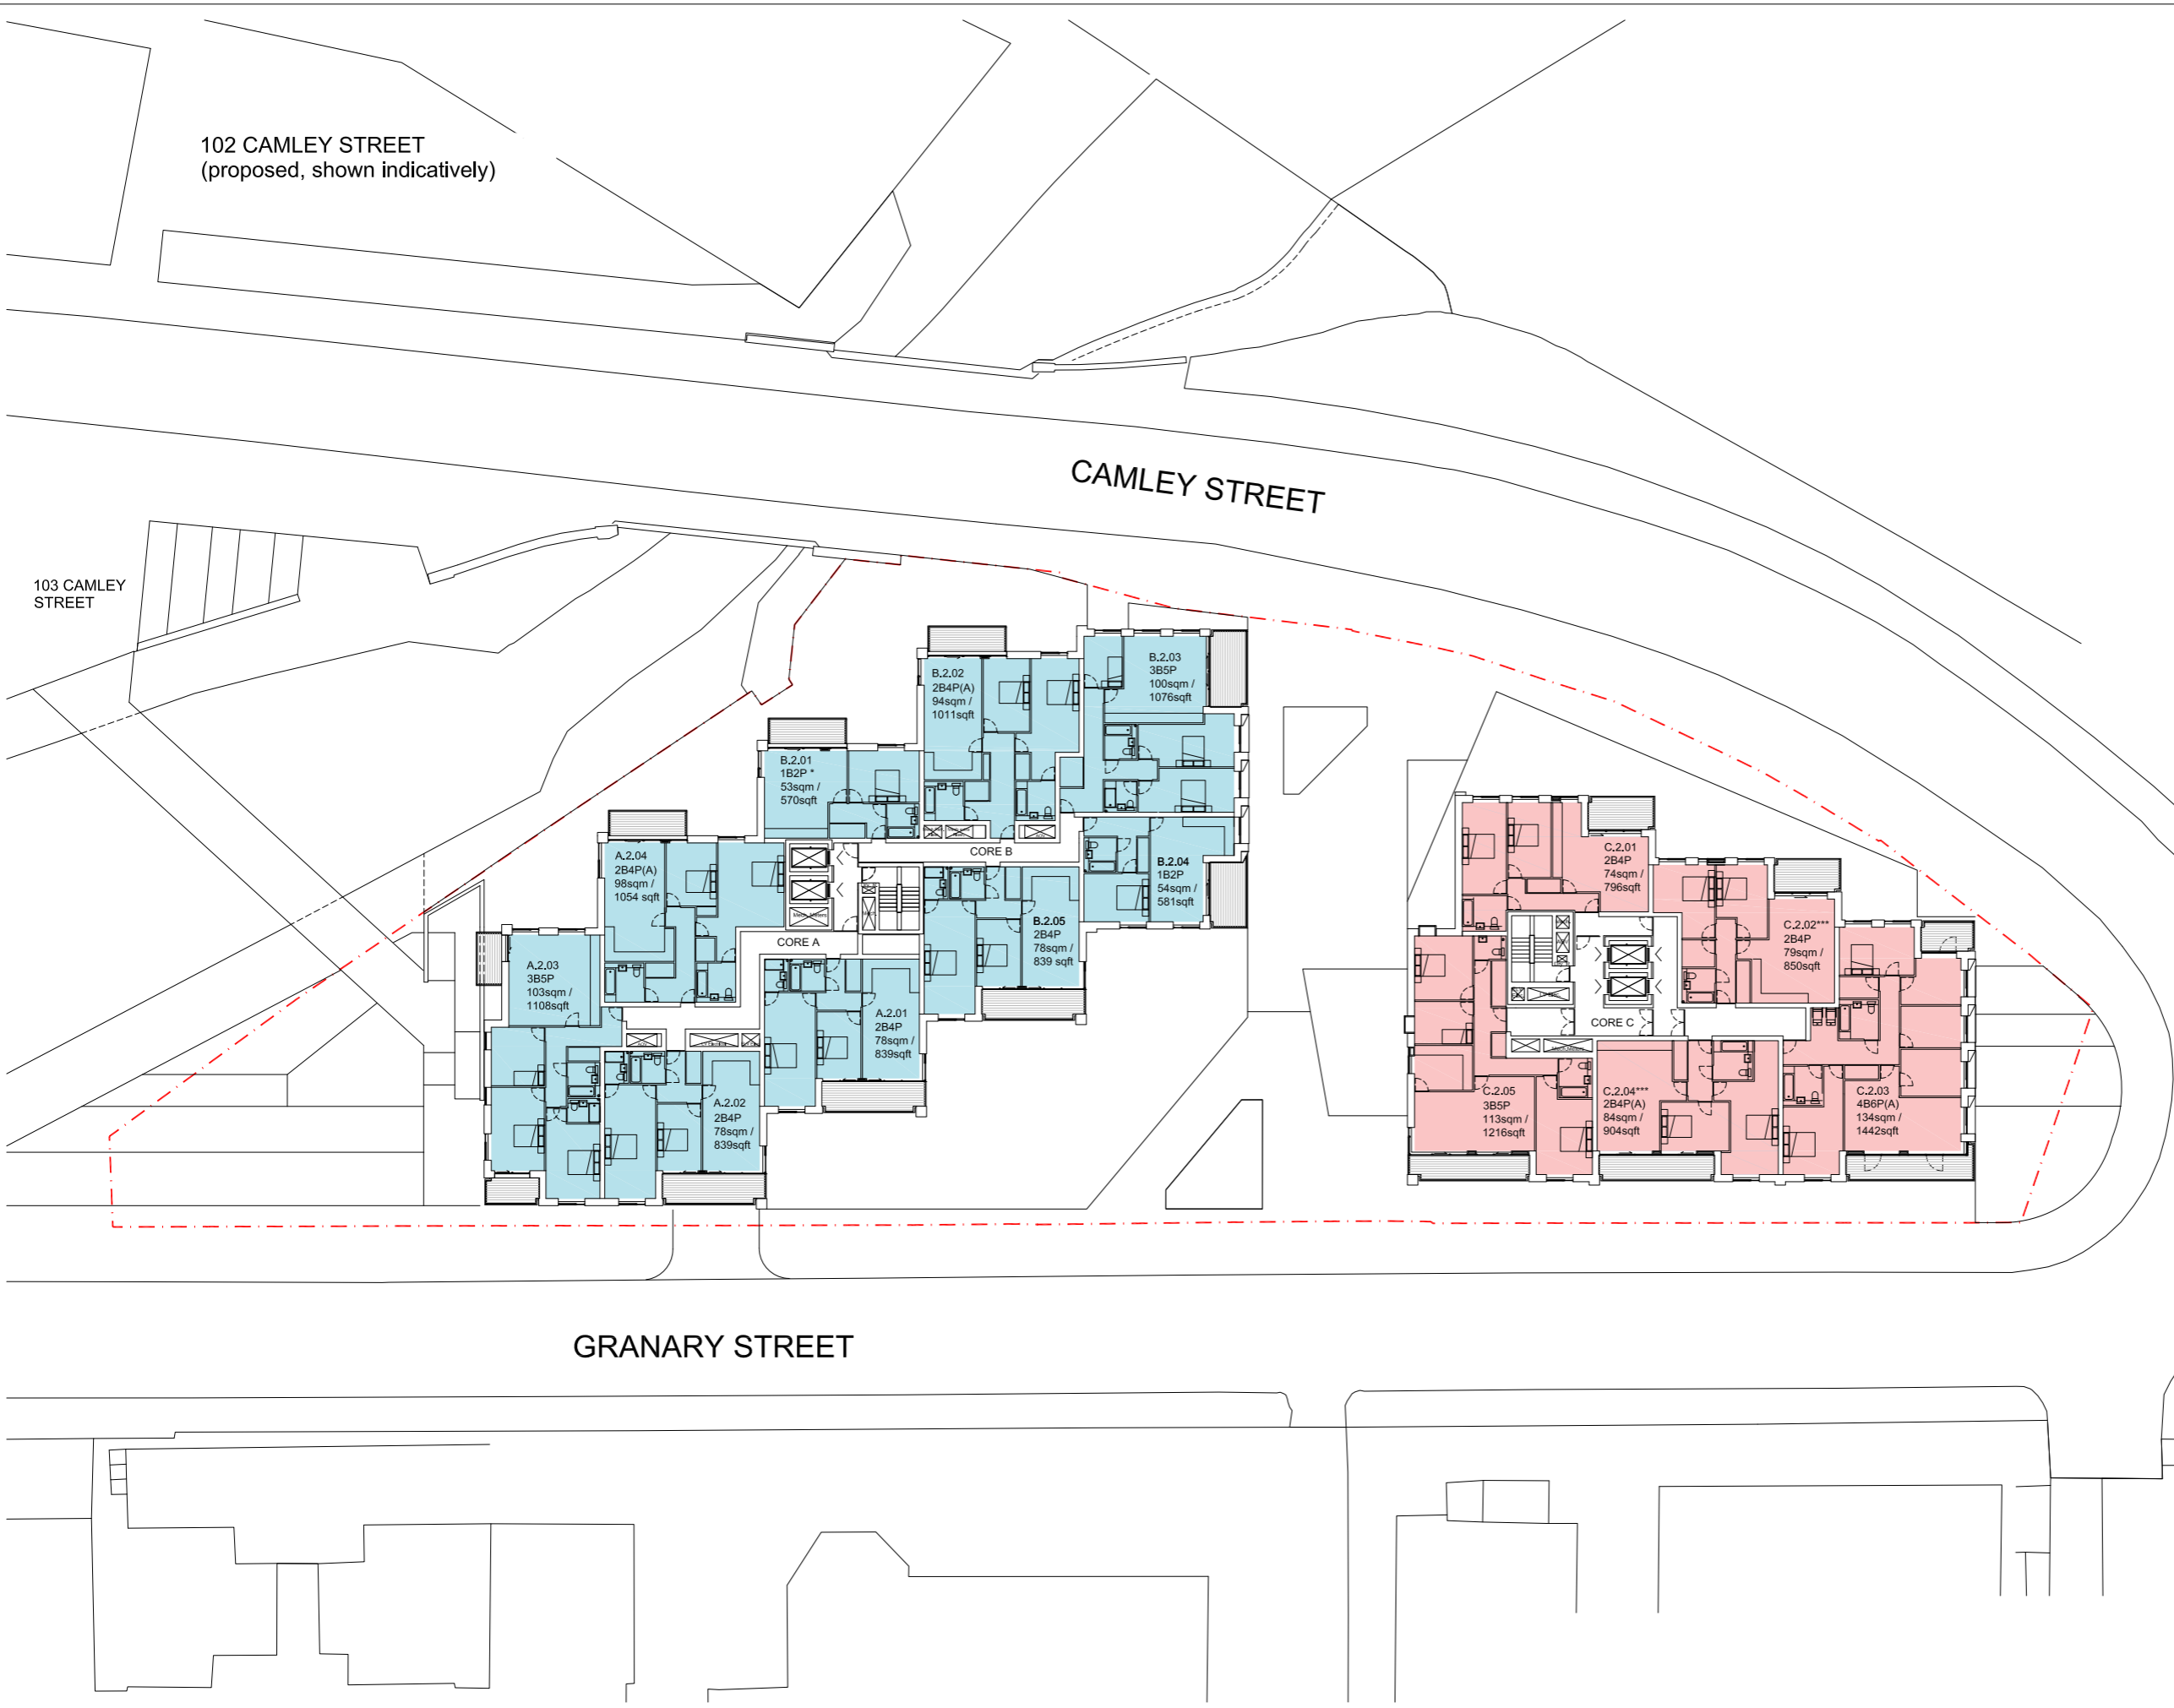 102 CAMLEY STREET
(proposed, shown indicatively)
CAMLEY STREET
103 CAMLEY
STREET
B.2.03
3B5P
100sqm /
1076sqft
B.2.02
2B4P(A)
94sqm /
1011sqft
B.2.01
1B2P *
53sqm /
570sqft
CORE B
B.2.04
1B2P
54sqm /
581sqft
A.2.04
2B4P(A)
98sqm /
1054 sqft
CORE A
B.2.05
2B4P
78sqm /
839 sqft
A.2.03
3B5P
103sqm /
1108sqft
A.2.01
2B4P
78sqm /
839sqft
A.2.02
2B4P
78sqm /
839sqft
C.2.01
2B4P
74sqm /
796sqft
C.2.02***
2B4P
79sqm /
850sqft
CORE C
C.2.05
3B5P
113sqm /
1216sqft
C.2.04***
2B4P(A)
84sqm /
904sqft
C.2.03
4B6P(A)
134sqm /
1442sqft
GRANARY STREET